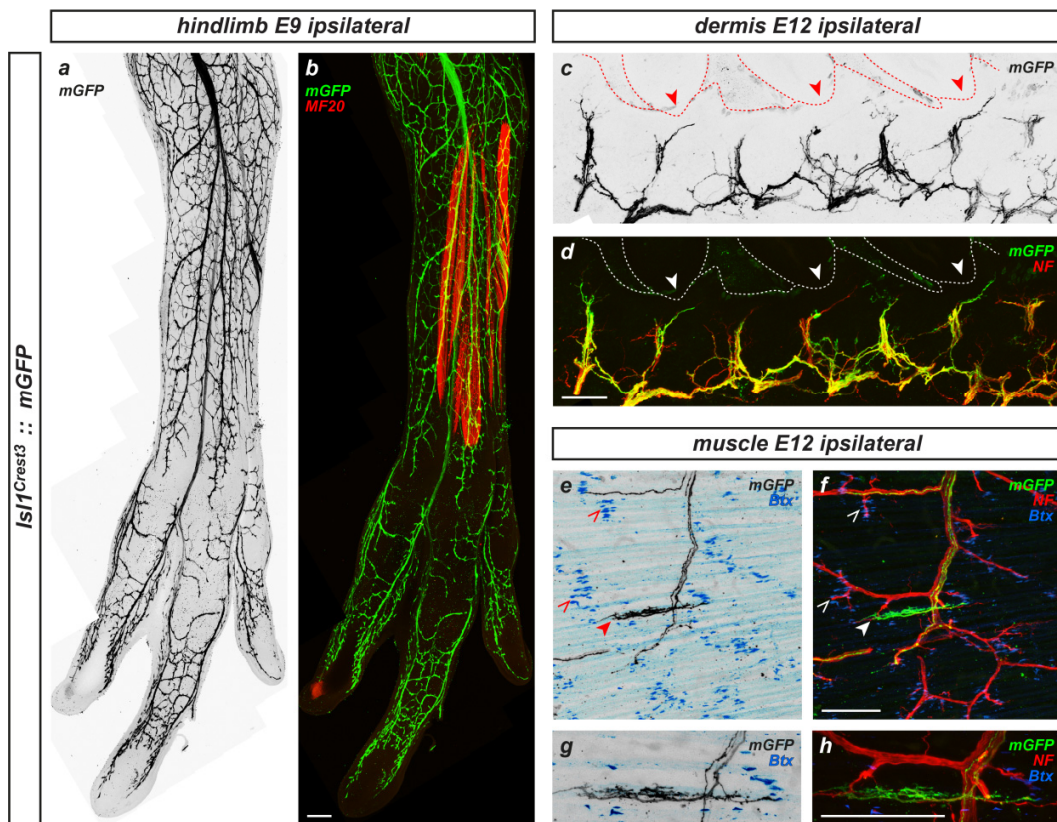 hindlimb E9 ipsilateral
dermis E12 ipsilateral
Isl1Crest3 :: mGFP
a
mGFP
b
mGFP
MF20
c
mGFP
d
mGFP
NF
muscle E12 ipsilateral
e
mGFP
Btx
f
mGFP
NF
Btx
g
mGFP
Btx
h
mGFP
NF
Btx